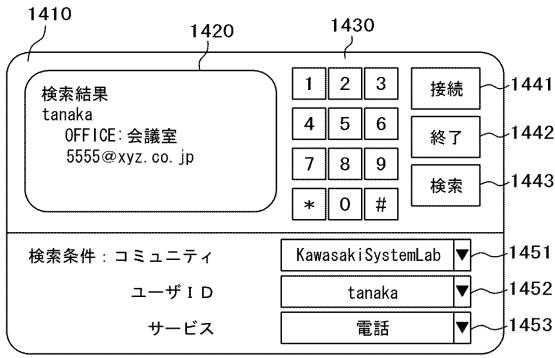 1410
1420
1430
検索結果
tanaka
OFFICE:会議室
5555@xyz.co.jp
1 2 3
4 5 6
7 8 9
* 0 #
接続
1441
終了
1442
検索
1443
検索条件:コミュニティ
KawasakiSystemLab ▼
1451
ユーザID
tanaka ▼
1452
サービス
電話 ▼
1453